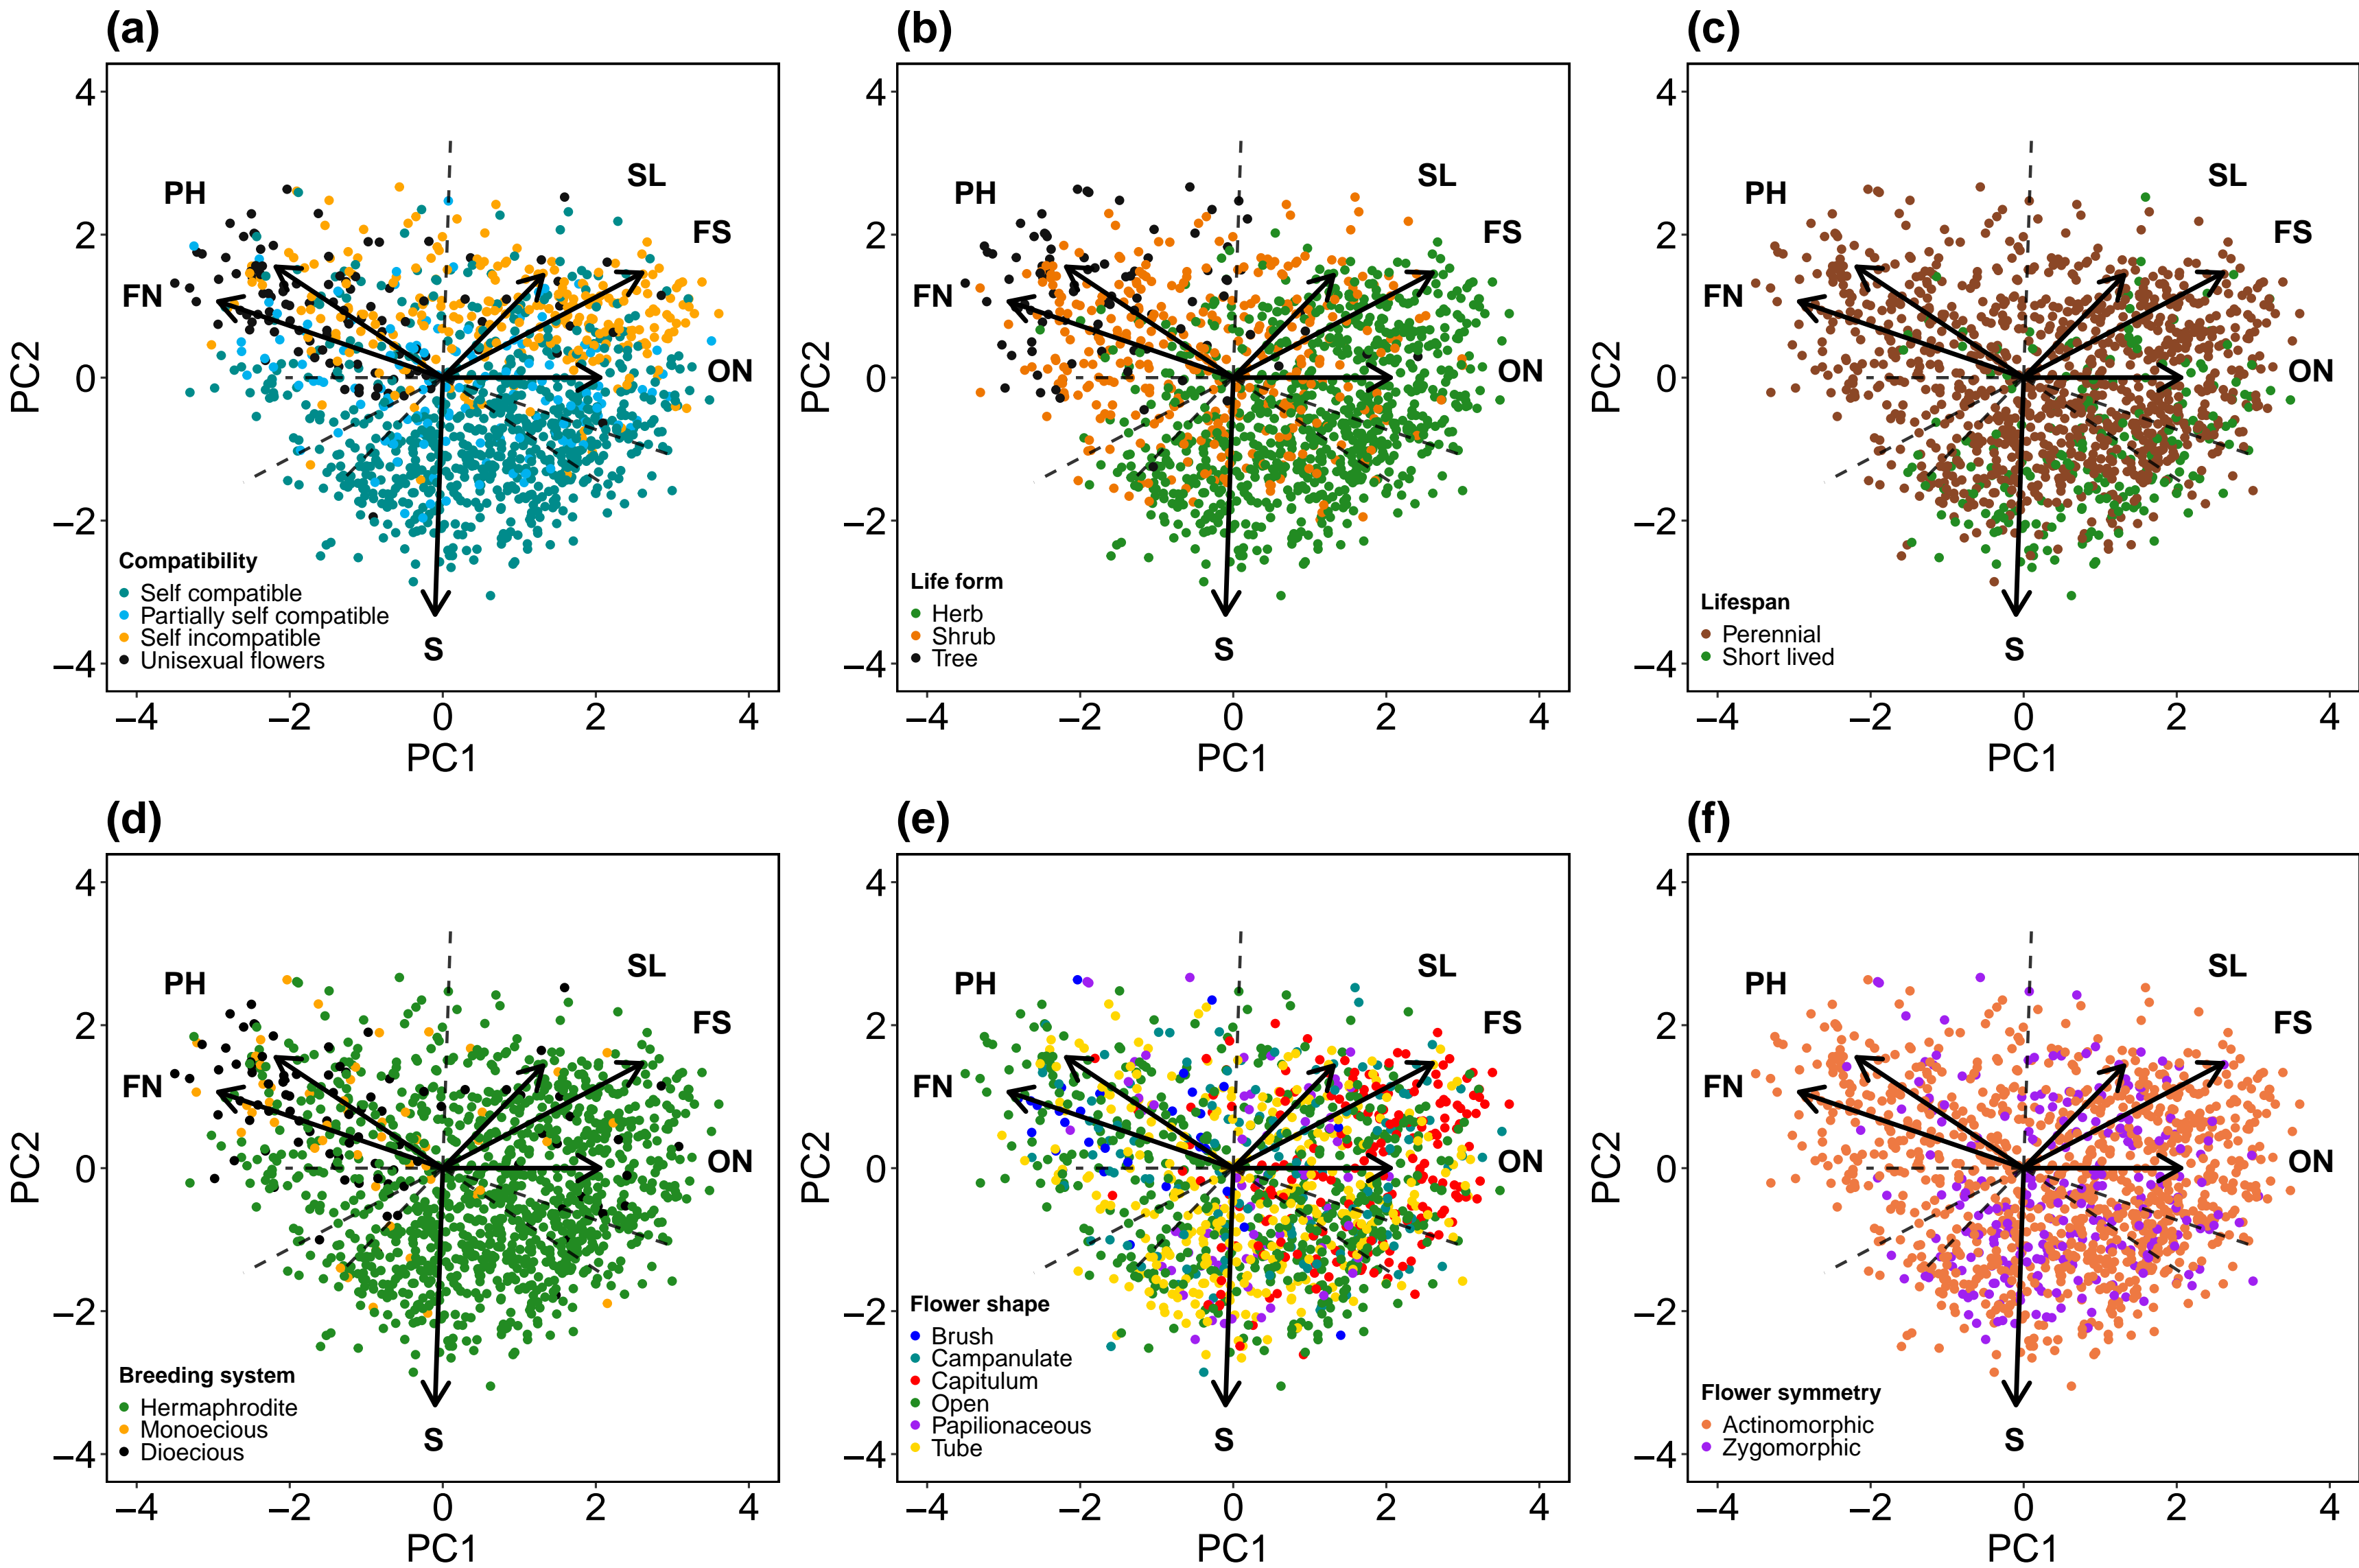 (a)
(b)
(c)
4
2
0
−2
−4
PC2
PH
SL
FS
FN
ON
S
Compatibility
Self compatible
Partially self compatible
Self incompatible
Unisexual flowers
−4 −2 0 2 4
PC1
4
2
0
−2
−4
PC2
PH
SL
FS
FN
ON
S
Life form
Herb
Shrub
Tree
−4 −2 0 2 4
PC1
4
2
0
−2
−4
PC2
PH
SL
FS
FN
ON
S
Lifespan
Perennial
Short lived
−4 −2 0 2 4
PC1
(d)
(e)
(f)
4
2
0
−2
−4
PC2
PH
SL
FS
FN
ON
S
Breeding system
Hermaphrodite
Monoecious
Dioecious
−4 −2 0 2 4
PC1
4
2
0
−2
−4
PC2
PH
SL
FS
FN
ON
S
Flower shape
Brush
Campanulate
Capitulum
Open
Papilionaceous
Tube
−4 −2 0 2 4
PC1
4
2
0
−2
−4
PC2
PH
SL
FS
FN
ON
S
Flower symmetry
Actinomorphic
Zygomorphic
−4 −2 0 2 4
PC1